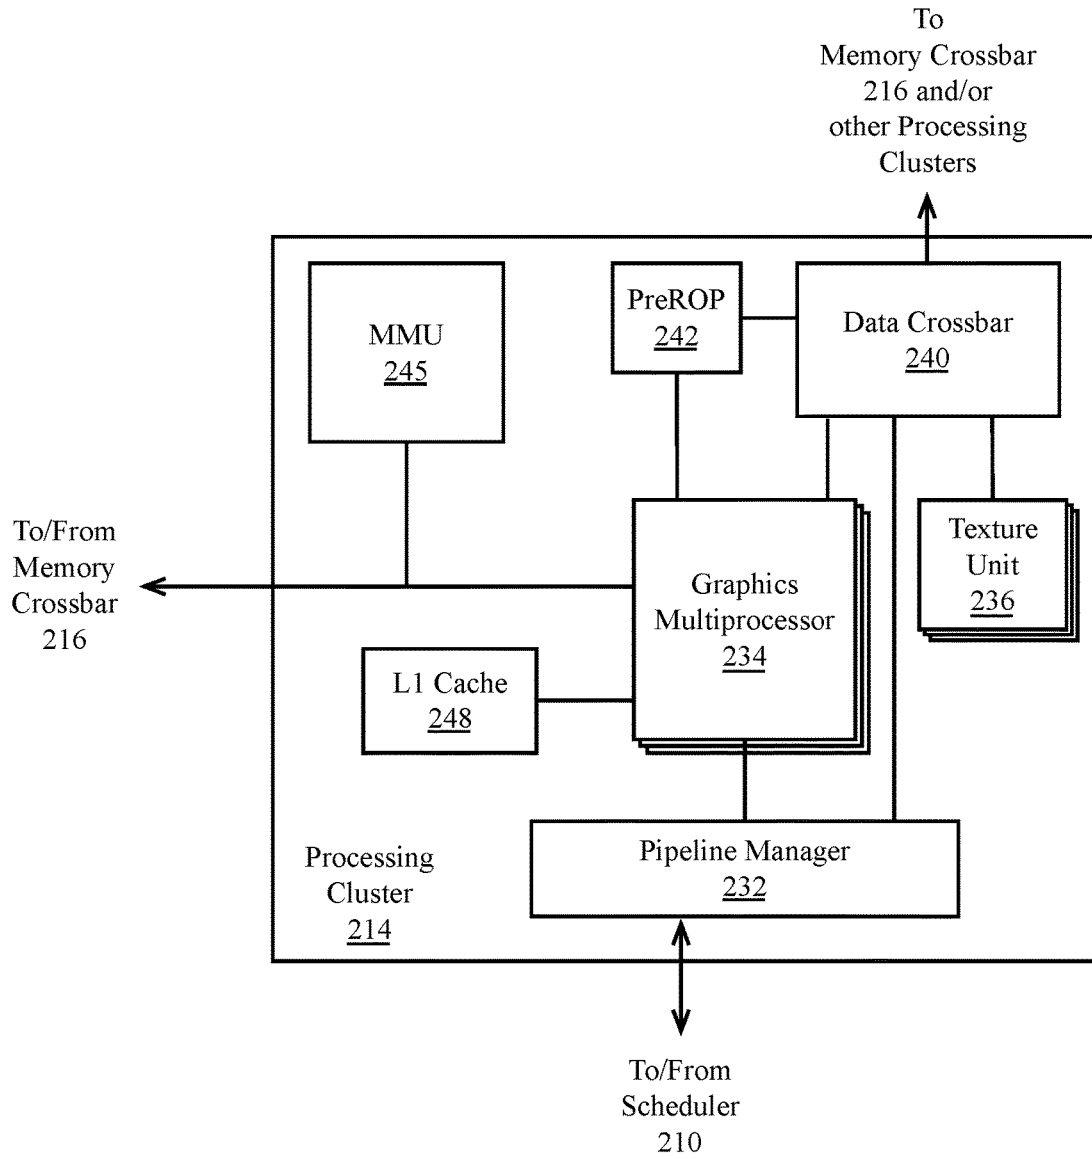 To
Memory Crossbar
216 and/or
other Processing
Clusters
MMU
245
PreROP
242
Data Crossbar
240
To/From
Memory
Crossbar
216
Graphics
Multiprocessor
234
Texture
Unit
236
L1 Cache
248
Pipeline Manager
232
Processing
Cluster
214
To/From
Scheduler
210